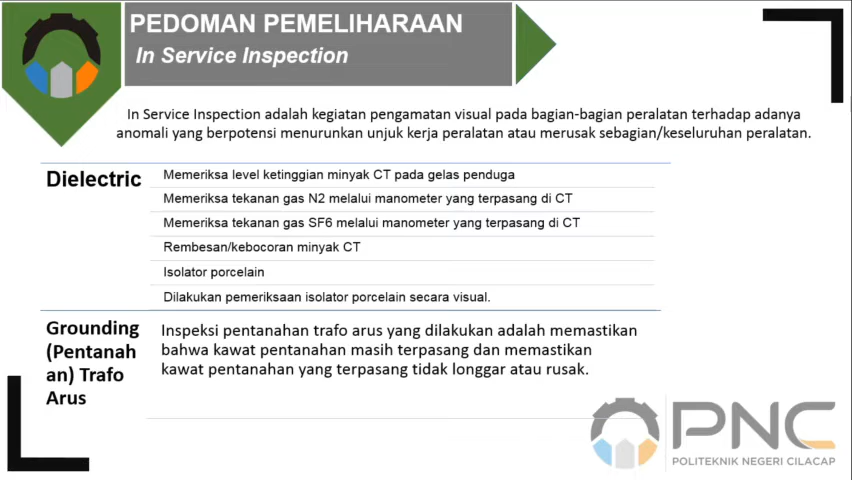 PEDOMAN PEMELIHARAAN
In Service Inspection
In Service Inspection adalah kegiatan pengamatan visual pada bagian-bagian peralatan terhadap adanya
anomali yang berpotensi menurunkan unjuk kerja peralatan atau merusak sebagian/keseluruhan peralatan.
Dielectric
Memeriksa level ketinggian minyak CT pada gelas penduga
Memeriksa tekanan gas N2 melalui manometer yang terpasang di CT
Memeriksa tekanan gas SF6 melalui manometer yang terpasang di CT
Rembesan/kebocoran minyak CT
Isolator porcelain
Dilakukan pemeriksaan isolator porcelain secara visual.
Grounding
(Pentanah
an) Trafo
Arus
Inspeksi pentanahan trafo arus yang dilakukan adalah memastikan
bahwa kawat pentanahan masih terpasang dan memastikan
kawat pentanahan yang terpasang tidak longgar atau rusak.
PNC
POLITEKNIK NEGERI CILACAP